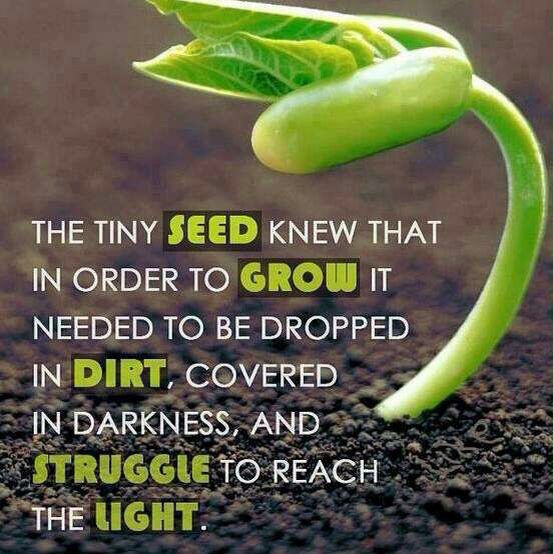 THE TINY SEED KNEW THAT
IN ORDER TO GROW IT
NEEDED TO BE DROPPED
IN DIRT, COVERED
IN DARKNESS, AND
STRUGGLE TO REACH
THE LIGHT.